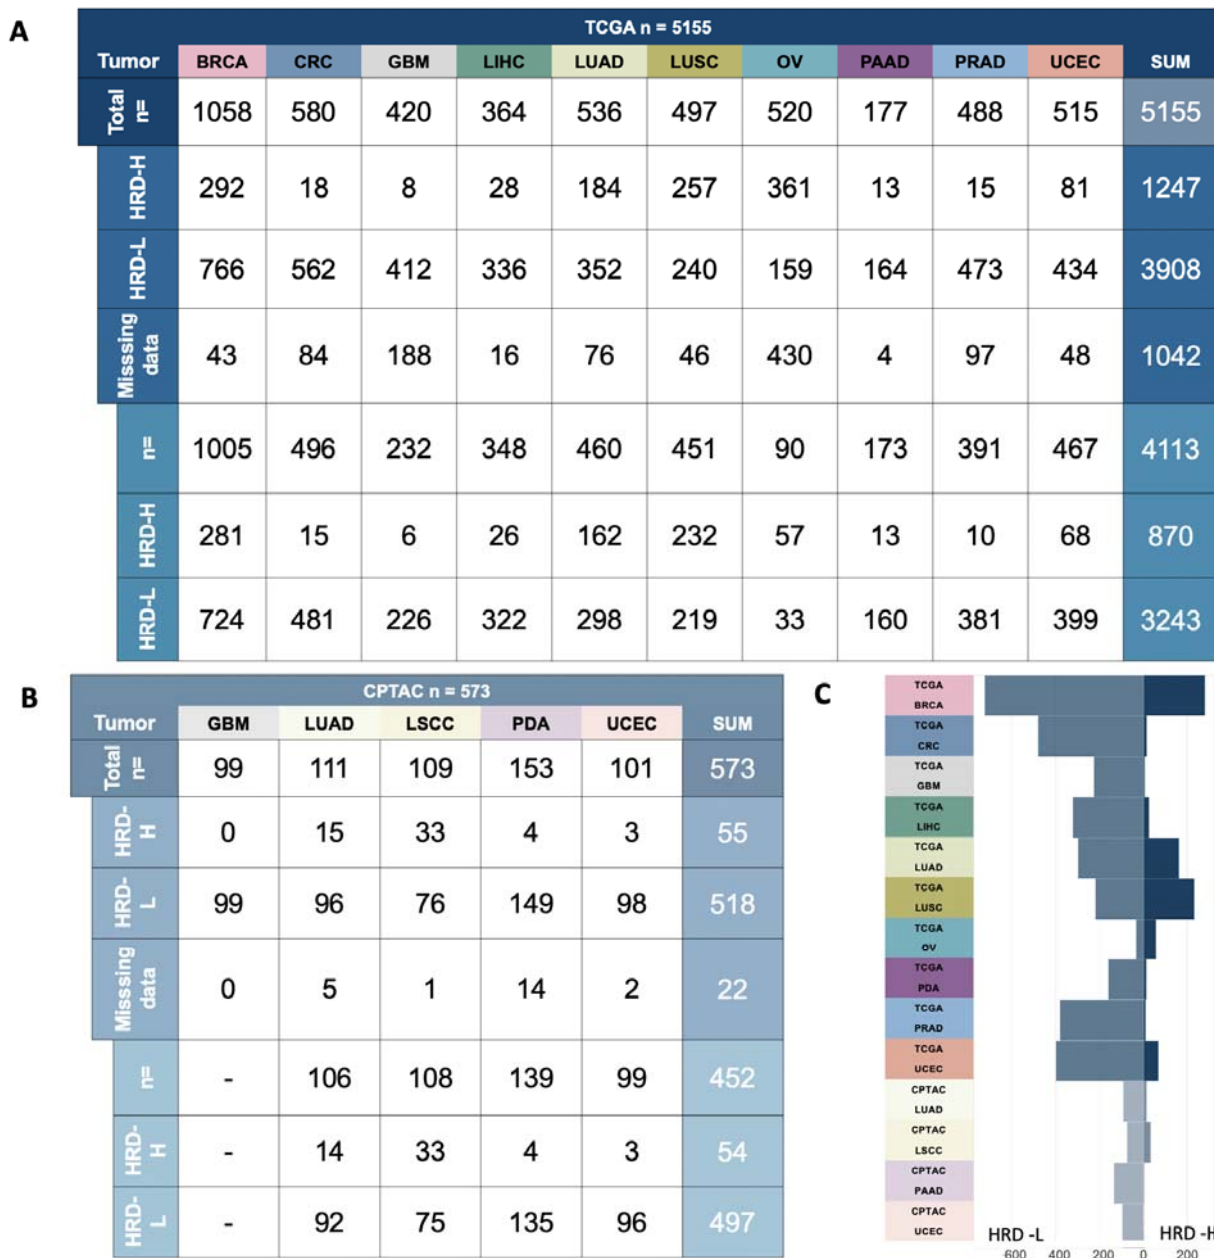 A
TCGA n = 5155
Tumor BRCA CRC GBM LIHC LUAD LUSC OV PAAD PRAD UCEC SUM
Total n= 1058 580 420 364 536 497 520 177 488 515 5155
HRD-H 292 18 8 28 184 257 361 13 15 81 1247
HRD-L 766 562 412 336 352 240 159 164 473 434 3908
Misssing data 43 84 188 16 76 46 430 4 97 48 1042
n= 1005 496 232 348 460 451 90 173 391 467 4113
HRD-H 281 15 6 26 162 232 57 13 10 68 870
HRD -L 724 481 226 322 298 219 33 160 381 399 3243
B
CPTAC n = 573
Tumor GBM LUAD LSCC PDA UCEC SUM
Total n= 99 111 109 153 101 573
HRD-H 0 15 33 4 3 55
HRD-L 99 96 76 149 98 518
Misssing data 0 5 1 14 2 22
n= - 106 108 139 99 452
HRD-H - 14 33 4 3 54
HRD-L - 92 75 135 96 497
C
TCGA
BRCA
TCGA
CRC
TCGA
GBM
TCGA
LIHC
TCGA
LUAD
TCGA
LUSC
TCGA
OV
TCGA
PDA
TCGA
PRAD
TCGA
UCEC
CPTAC
LUAD
CPTAC
LSCC
CPTAC
PAAD
CPTAC
UCEC
HRD -L HRD -H
600 400 200 0 200